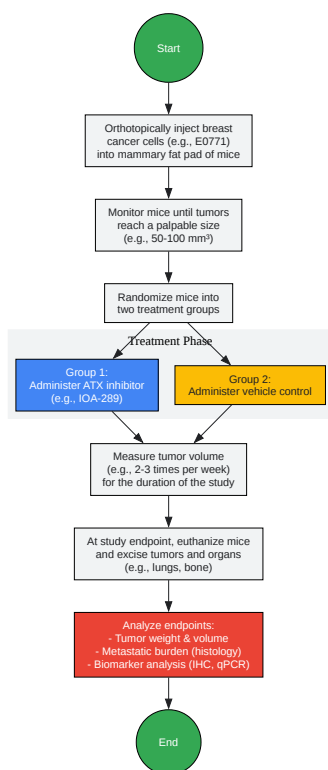 Start
Orthotopically inject breast
cancer cells (e.g., E0771)
into mammary fat pad of mice
Monitor mice until tumors
reach a palpable size
(e.g., 50-100 mm³)
Randomize mice into
two treatment groups
Treatment Phase
Group 1:
Administer ATX inhibitor
(e.g., IOA-289)
Group 2:
Administer vehicle control
Measure tumor volume
(e.g., 2-3 times per week)
for the duration of the study
At study endpoint, euthanize mice
and excise tumors and organs
(e.g., lungs, bone)
Analyze endpoints:
- Tumor weight & volume
- Metastatic burden (histology)
- Biomarker analysis (IHC, qPCR)
End